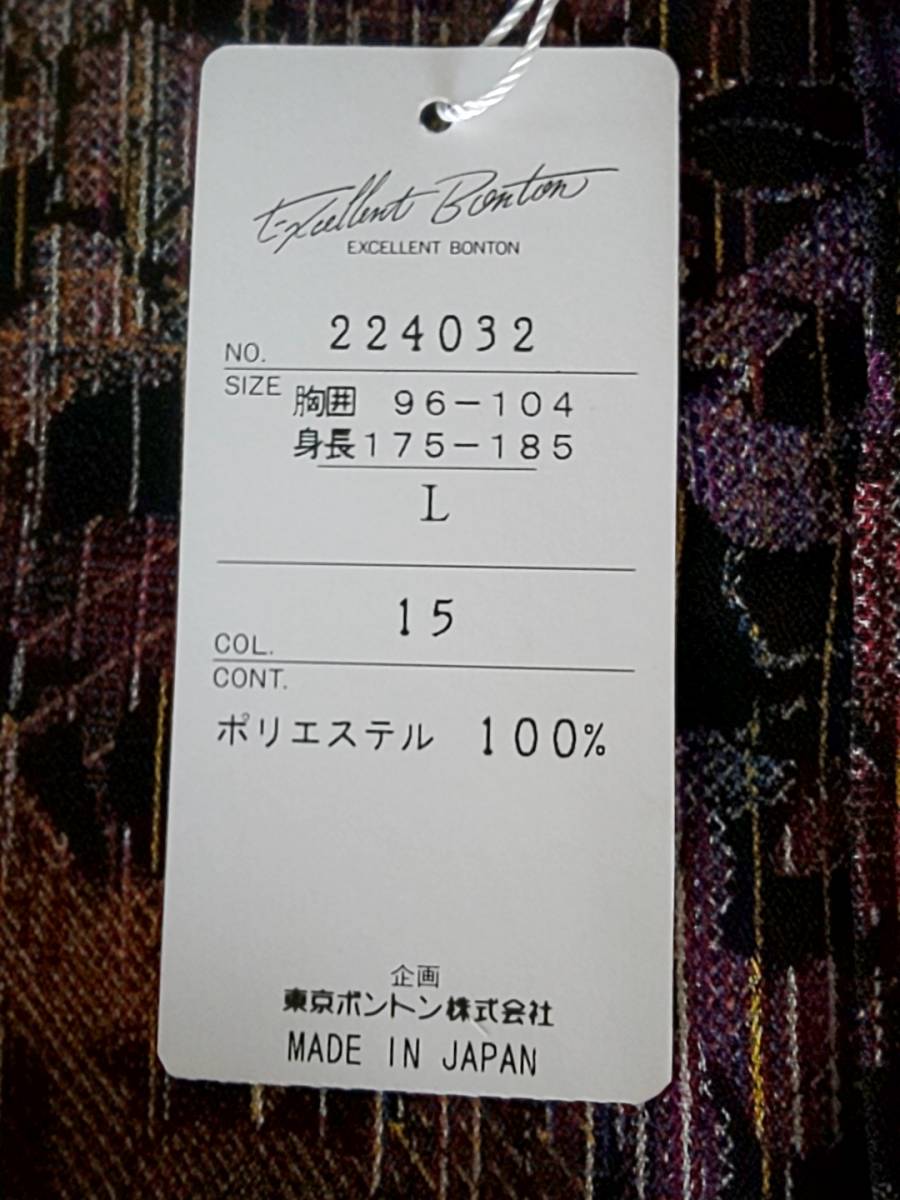 Excellent Bonton
EXCELLENT BONTON
NO. 224032
SIZE 胸囲 96-104
身長175-185
L
COL. 15
CONT.
ポリエステル 100%
企画
東京ボントン株式会社
MADE IN JAPAN